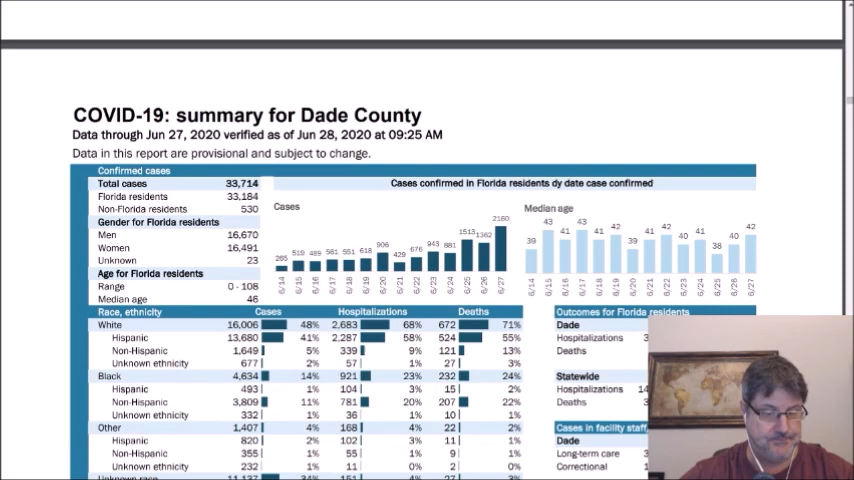 COVID-19: summary for Dade County
Data through Jun 27, 2020 verified as of Jun 28, 2020 at 09:25 AM
Data in this report are provisional and subject to change.
Confirmed cases
Total cases 33,714
Florida residents 33,184
Non-Florida residents 530
Gender for Florida residents
Men 16,670
Women 16,491
Unknown 23
Age for Florida residents
Range 0 - 108
Median age 46
Cases confirmed in Florida residents by date case confirmed
Cases
265 519 489 561 551 618 906 429 676 943 881 1513 1362 2160
6/14 6/15 6/16 6/17 6/18 6/19 6/20 6/21 6/22 6/23 6/24 6/25 6/26 6/27
Median age
39 43 41 43 41 42 39 41 42 40 41 38 40 42
6/14 6/15 6/16 6/17 6/18 6/19 6/20 6/21 6/22 6/23 6/24 6/25 6/26 6/27
Race, ethnicity Cases Hospitalizations Deaths
White 16,006 48% 2,683 68% 672 71%
Hispanic 13,680 41% 2,287 58% 524 55%
Non-Hispanic 1,649 5% 339 9% 121 13%
Unknown ethnicity 677 2% 57 1% 27 3%
Black 4,634 14% 921 23% 232 24%
Hispanic 493 1% 104 3% 15 2%
Non-Hispanic 3,809 11% 781 20% 207 22%
Unknown ethnicity 332 1% 36 1% 10 1%
Other 1,407 4% 168 4% 22 2%
Hispanic 820 2% 102 3% 11 1%
Non-Hispanic 355 1% 55 1% 9 1%
Unknown ethnicity 232 1% 11 0% 2 0%
Unknown race 11,137 34% 151 4% 27 3%
Outcomes for Florida residents
Dade
Hospitalizations
Deaths
Statewide
Hospitalizations
Deaths
Cases in facility staff
Dade
Long-term care
Correctional